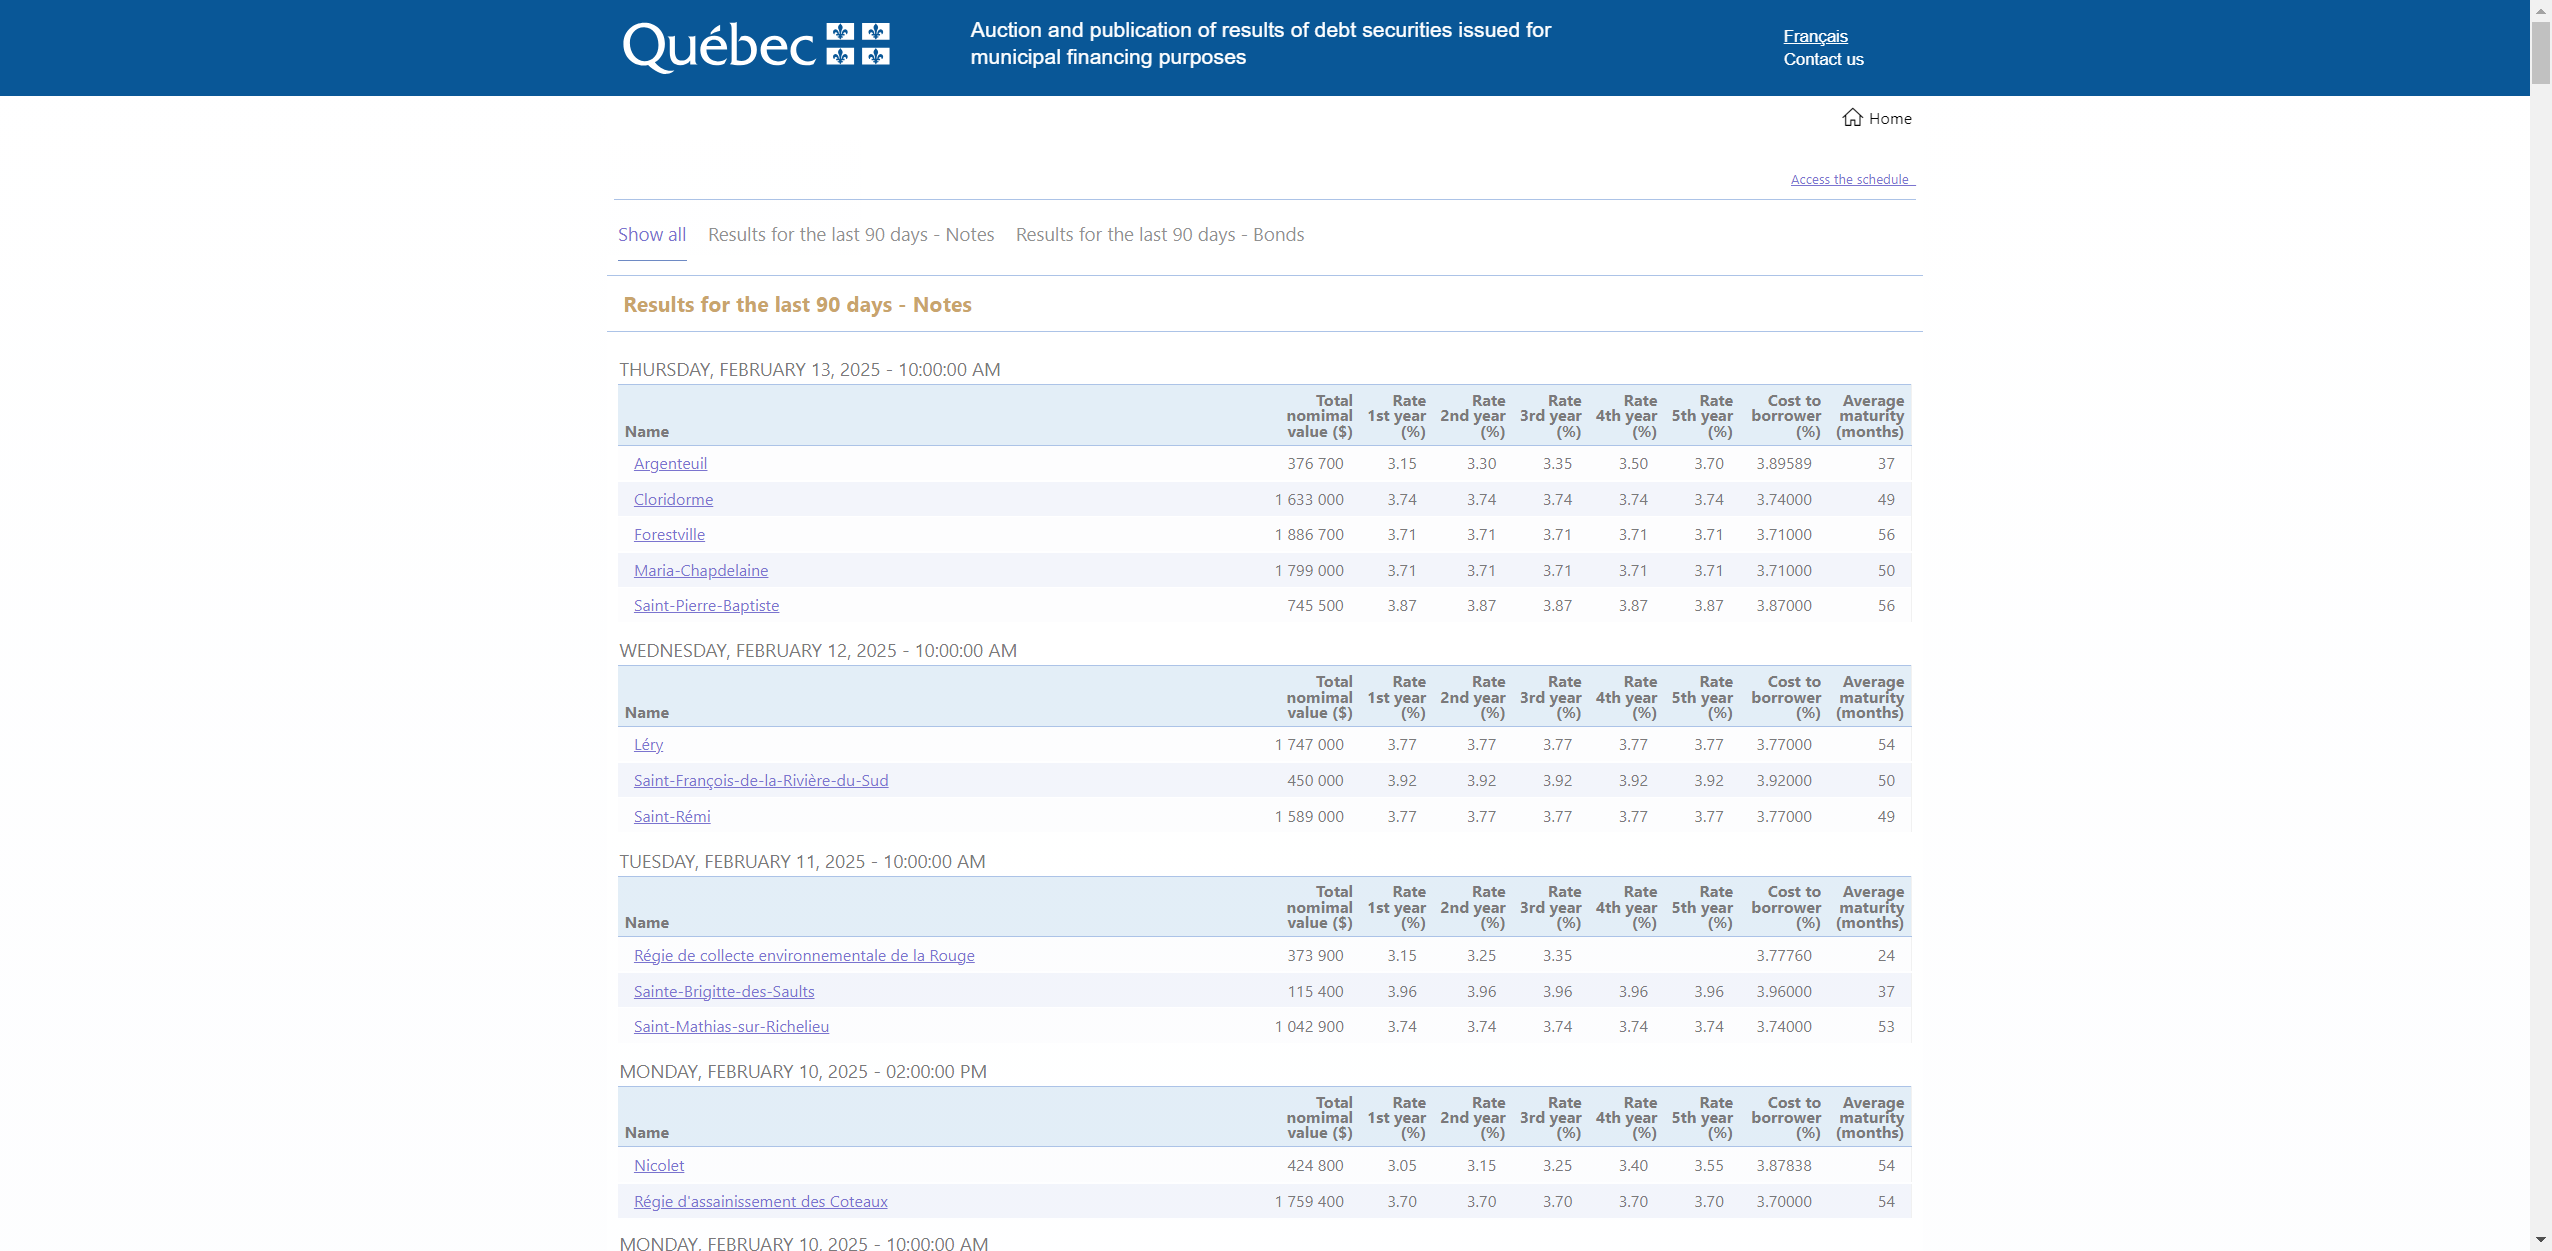 Québec
Auction and publication of results of debt securities issued for
municipal financing purposes
Français
Contact us
Home
Access the schedule
Show all Results for the last 90 days - Notes Results for the last 90 days - Bonds
Results for the last 90 days - Notes
THURSDAY, FEBRUARY 13, 2025 - 10:00:00 AM
Name Total nomimal value ($) Rate 1st year (%) Rate 2nd year (%) Rate 3rd year (%) Rate 4th year (%) Rate 5th year (%) Cost to borrower (%) Average maturity (months)
Argenteuil 376 700 3.15 3.30 3.35 3.50 3.70 3.89589 37
Cloridorme 1 633 000 3.74 3.74 3.74 3.74 3.74 3.74000 49
Forestville 1 886 700 3.71 3.71 3.71 3.71 3.71 3.71000 56
Maria-Chapdelaine 1 799 000 3.71 3.71 3.71 3.71 3.71 3.71000 50
Saint-Pierre-Baptiste 745 500 3.87 3.87 3.87 3.87 3.87 3.87000 56
WEDNESDAY, FEBRUARY 12, 2025 - 10:00:00 AM
Name Total nomimal value ($) Rate 1st year (%) Rate 2nd year (%) Rate 3rd year (%) Rate 4th year (%) Rate 5th year (%) Cost to borrower (%) Average maturity (months)
Léry 1 747 000 3.77 3.77 3.77 3.77 3.77 3.77000 54
Saint-François-de-la-Rivière-du-Sud 450 000 3.92 3.92 3.92 3.92 3.92 3.92000 50
Saint-Rémi 1 589 000 3.77 3.77 3.77 3.77 3.77 3.77000 49
TUESDAY, FEBRUARY 11, 2025 - 10:00:00 AM
Name Total nomimal value ($) Rate 1st year (%) Rate 2nd year (%) Rate 3rd year (%) Rate 4th year (%) Rate 5th year (%) Cost to borrower (%) Average maturity (months)
Régie de collecte environnementale de la Rouge 373 900 3.15 3.25 3.35 3.77760 24
Sainte-Brigitte-des-Saults 115 400 3.96 3.96 3.96 3.96 3.96 3.96000 37
Saint-Mathias-sur-Richelieu 1 042 900 3.74 3.74 3.74 3.74 3.74 3.74000 53
MONDAY, FEBRUARY 10, 2025 - 02:00:00 PM
Name Total nomimal value ($) Rate 1st year (%) Rate 2nd year (%) Rate 3rd year (%) Rate 4th year (%) Rate 5th year (%) Cost to borrower (%) Average maturity (months)
Nicolet 424 800 3.05 3.15 3.25 3.40 3.55 3.87838 54
Régie d'assainissement des Coteaux 1 759 400 3.70 3.70 3.70 3.70 3.70 3.70000 54
MONDAY, FEBRUARY 10, 2025 - 10:00:00 AM